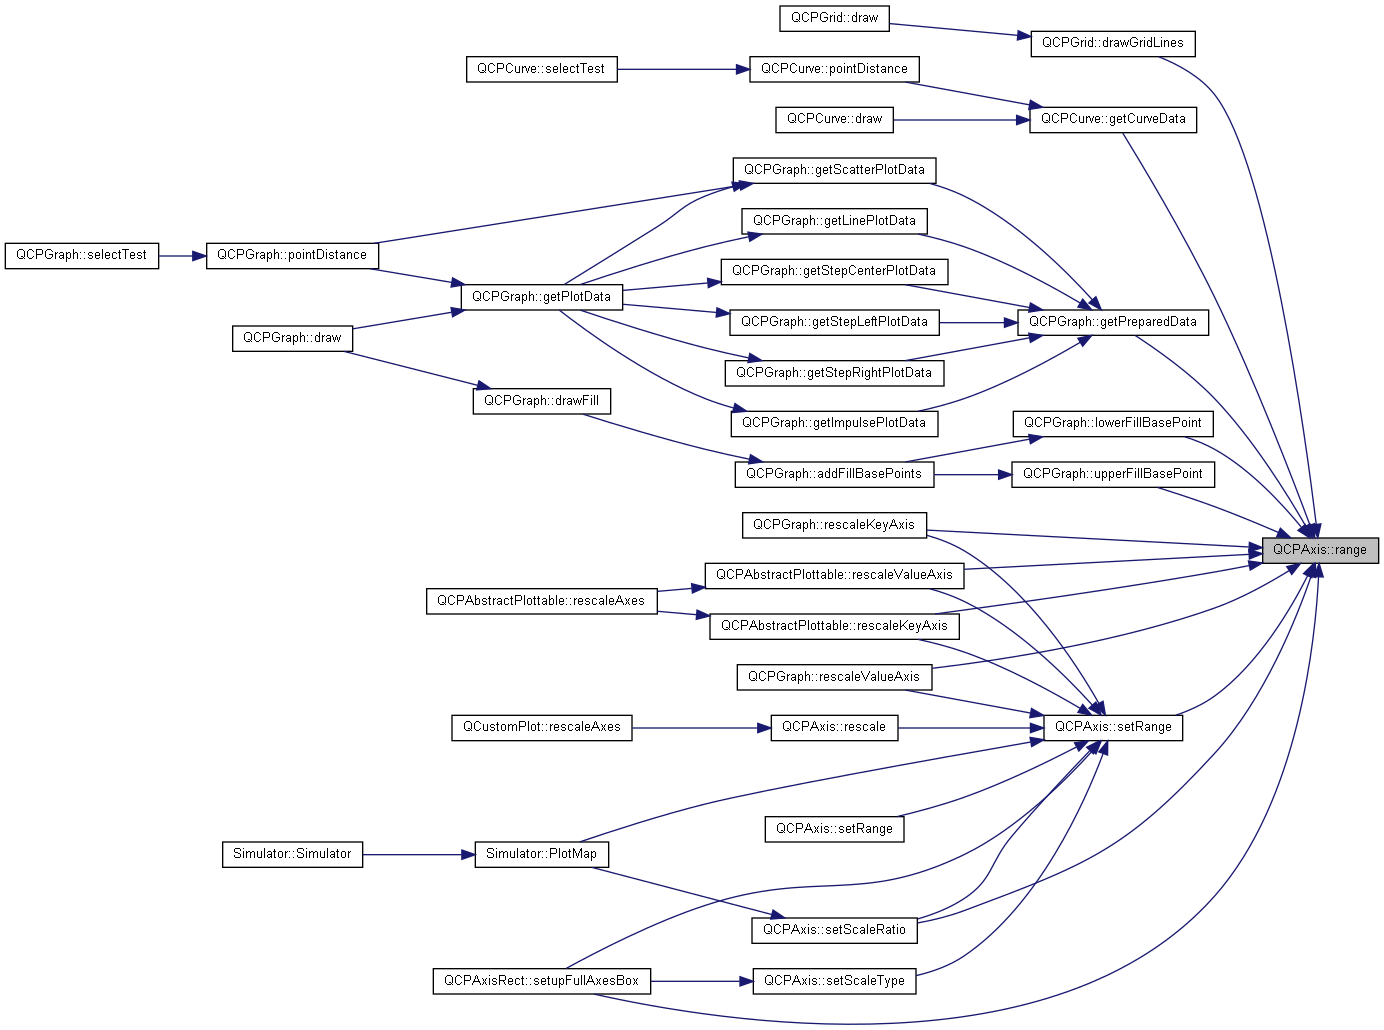 QCPGrid::draw
QCPGrid::drawGridLines
QCPCurve::selectTest
QCPCurve::pointDistance
QCPCurve::draw
QCPCurve::getCurveData
QCPGraph::getScatterPlotData
QCPGraph::getLinePlotData
QCPGraph::selectTest
QCPGraph::pointDistance
QCPGraph::getStepCenterPlotData
QCPGraph::getPlotData
QCPGraph::getStepLeftPlotData
QCPGraph::getPreparedData
QCPGraph::draw
QCPGraph::getStepRightPlotData
QCPGraph::drawFill
QCPGraph::getImpulsePlotData
QCPGraph::lowerFillBasePoint
QCPGraph::addFillBasePoints
QCPGraph::upperFillBasePoint
QCPGraph::rescaleKeyAxis
QCPAxis::range
QCPAbstractPlottable::rescaleValueAxis
QCPAbstractPlottable::rescaleAxes
QCPAbstractPlottable::rescaleKeyAxis
QCPGraph::rescaleValueAxis
QCustomPlot::rescaleAxes
QCPAxis::rescale
QCPAxis::setRange
QCPAxis::setRange
Simulator::Simulator
Simulator::PlotMap
QCPAxis::setScaleRatio
QCPAxisRect::setupFullAxesBox
QCPAxis::setScaleType